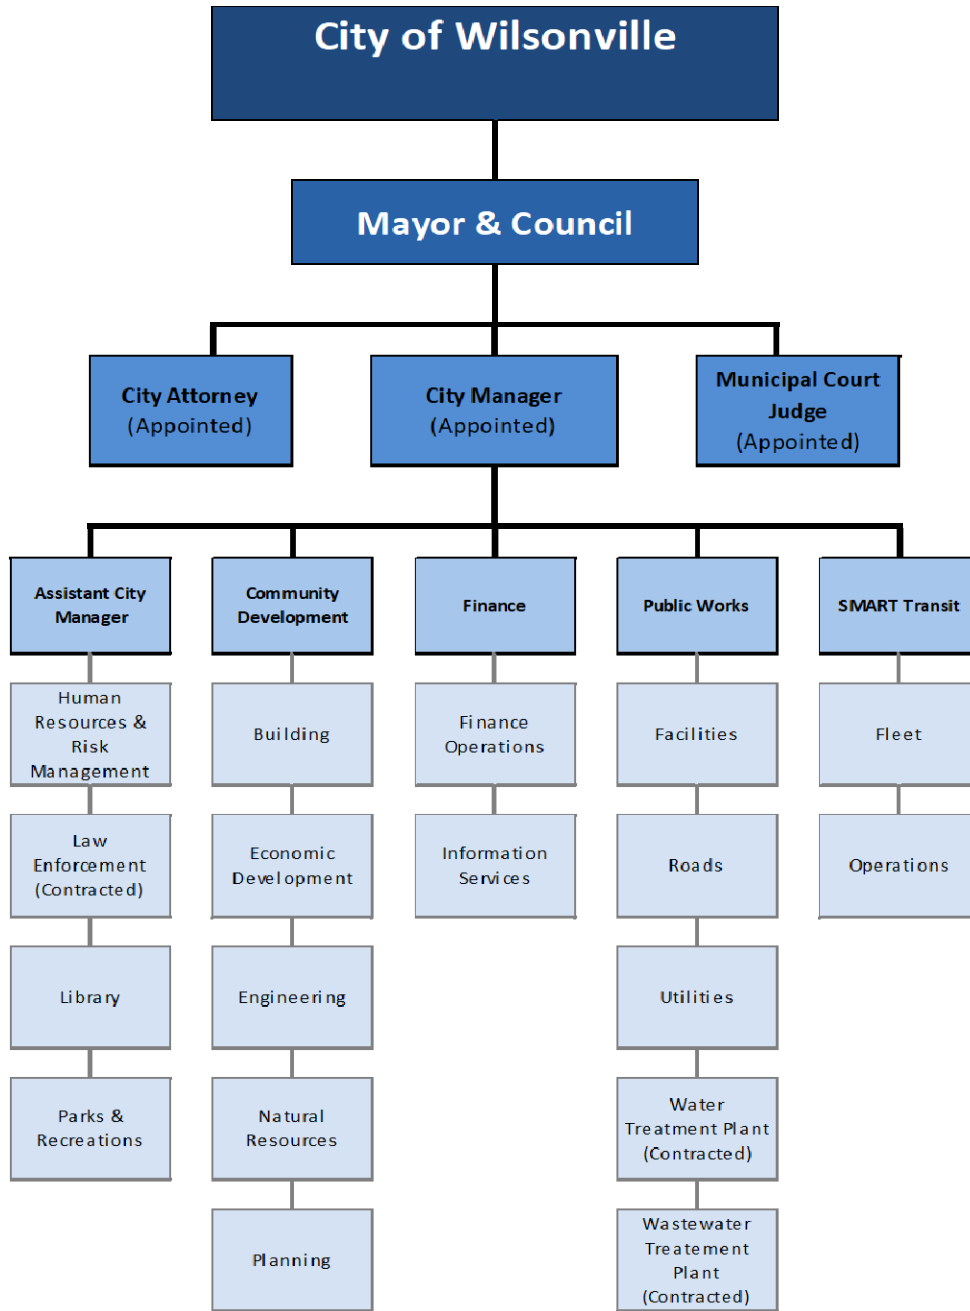 City of Wilsonville
Mayor & Council
City Attorney
(Appointed)
City Manager
(Appointed)
Municipal Court
Judge
(Appointed)
Assistant City
Manager
Community
Development
Finance
Public Works
SMART Transit
Human
Resources &
Risk
Management
Building
Finance
Operations
Facilities
Fleet
Law
Enforcement
(Contracted)
Economic
Development
Information
Services
Roads
Operations
Library
Engineering
Utilities
Parks &
Recreations
Natural
Resources
Water
Treatment Plant
(Contracted)
Planning
Wastewater
Treatement
Plant
(Contracted)